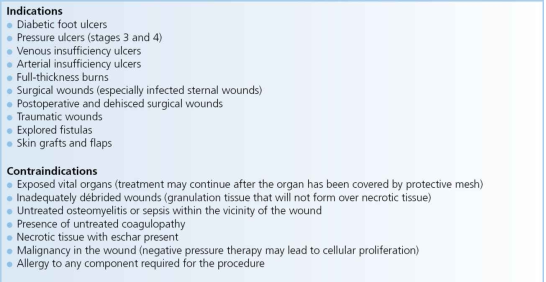 Indications
● Diabetic foot ulcers
● Pressure ulcers (stages 3 and 4)
● Venous insufficiency ulcers
● Arterial insufficiency ulcers
● Full-thickness burns
● Surgical wounds (especially infected sternal wounds)
● Postoperative and dehisced surgical wounds
● Traumatic wounds
● Explored fistulas
● Skin grafts and flaps
Contraindications
● Exposed vital organs (treatment may continue after the organ has been covered by protective mesh)
● Inadequately débrided wounds (granulation tissue that will not form over necrotic tissue)
● Untreated osteomyelitis or sepsis within the vicinity of the wound
● Presence of untreated coagulopathy
● Necrotic tissue with eschar present
● Malignancy in the wound (negative pressure therapy may lead to cellular proliferation)
● Allergy to any component required for the procedure